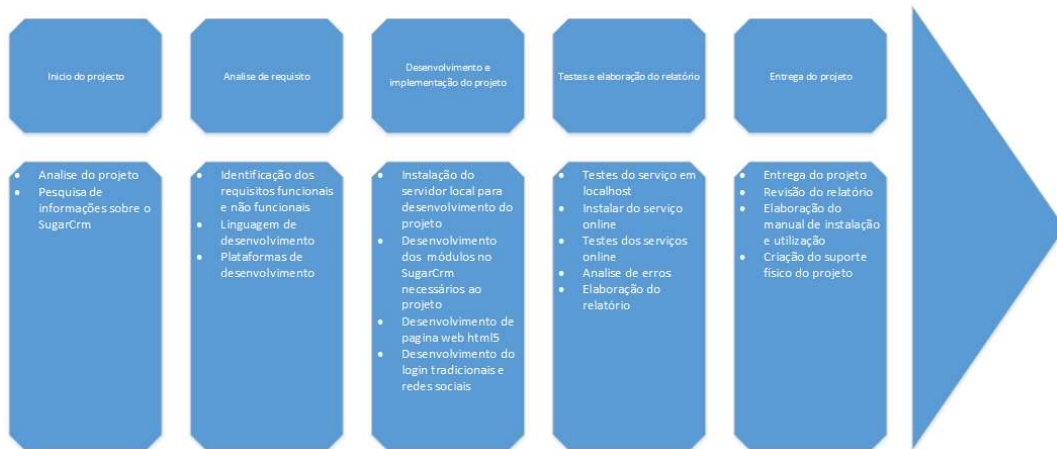 Inicio do projecto
Analise de requisito
Desenvolvimento e
implementação do projeto
Testes e elaboração do relatório
Entrega do projeto
• Analise do projeto
• Pesquisa de
informações sobre o
SugarCrm
• Identificação dos
requisitos funcionais
e não funcionais
• Linguagem de
desenvolvimento
• Plataformas de
desenvolvimento
• Instalação do
servidor local para
desenvolvimento do
projeto
• Desenvolvimento
dos módulos no
SugarCrm
necessários ao
projeto
• Desenvolvimento de
pagina web html5
• Desenvolvimento do
login tradicionais e
redes sociais
• Testes do serviço em
localhost
• Instalar do serviço
online
• Testes dos serviços
online
• Analise de erros
• Elaboração do
relatório
• Entrega do projeto
• Revisão do relatório
• Elaboração do
manual de instalação
e utilização
• Criação do suporte
físico do projeto